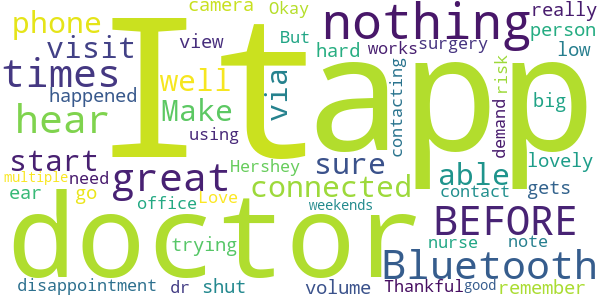 camera Okay
phone It nothing really
visit view But hard works surgery person
times app low
happened well via contacting risk
hear Make using demand big
start great sure able lovely
multiple need Hershey connected contact gets
ear go office Love weekends BEFORE
doctor trying nurse note
Bluetooth
disappointment dr shut volume Thankful good remember